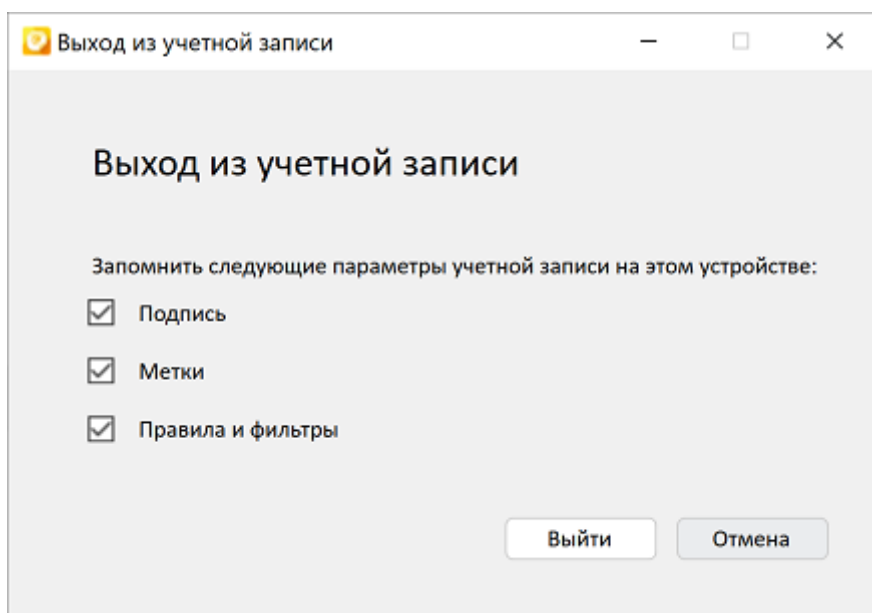 Выход из учетной записи
Выход из учетной записи
Запомнить следующие параметры учетной записи на этом устройстве:
Подпись
Метки
Правила и фильтры
Выйти
Отмена